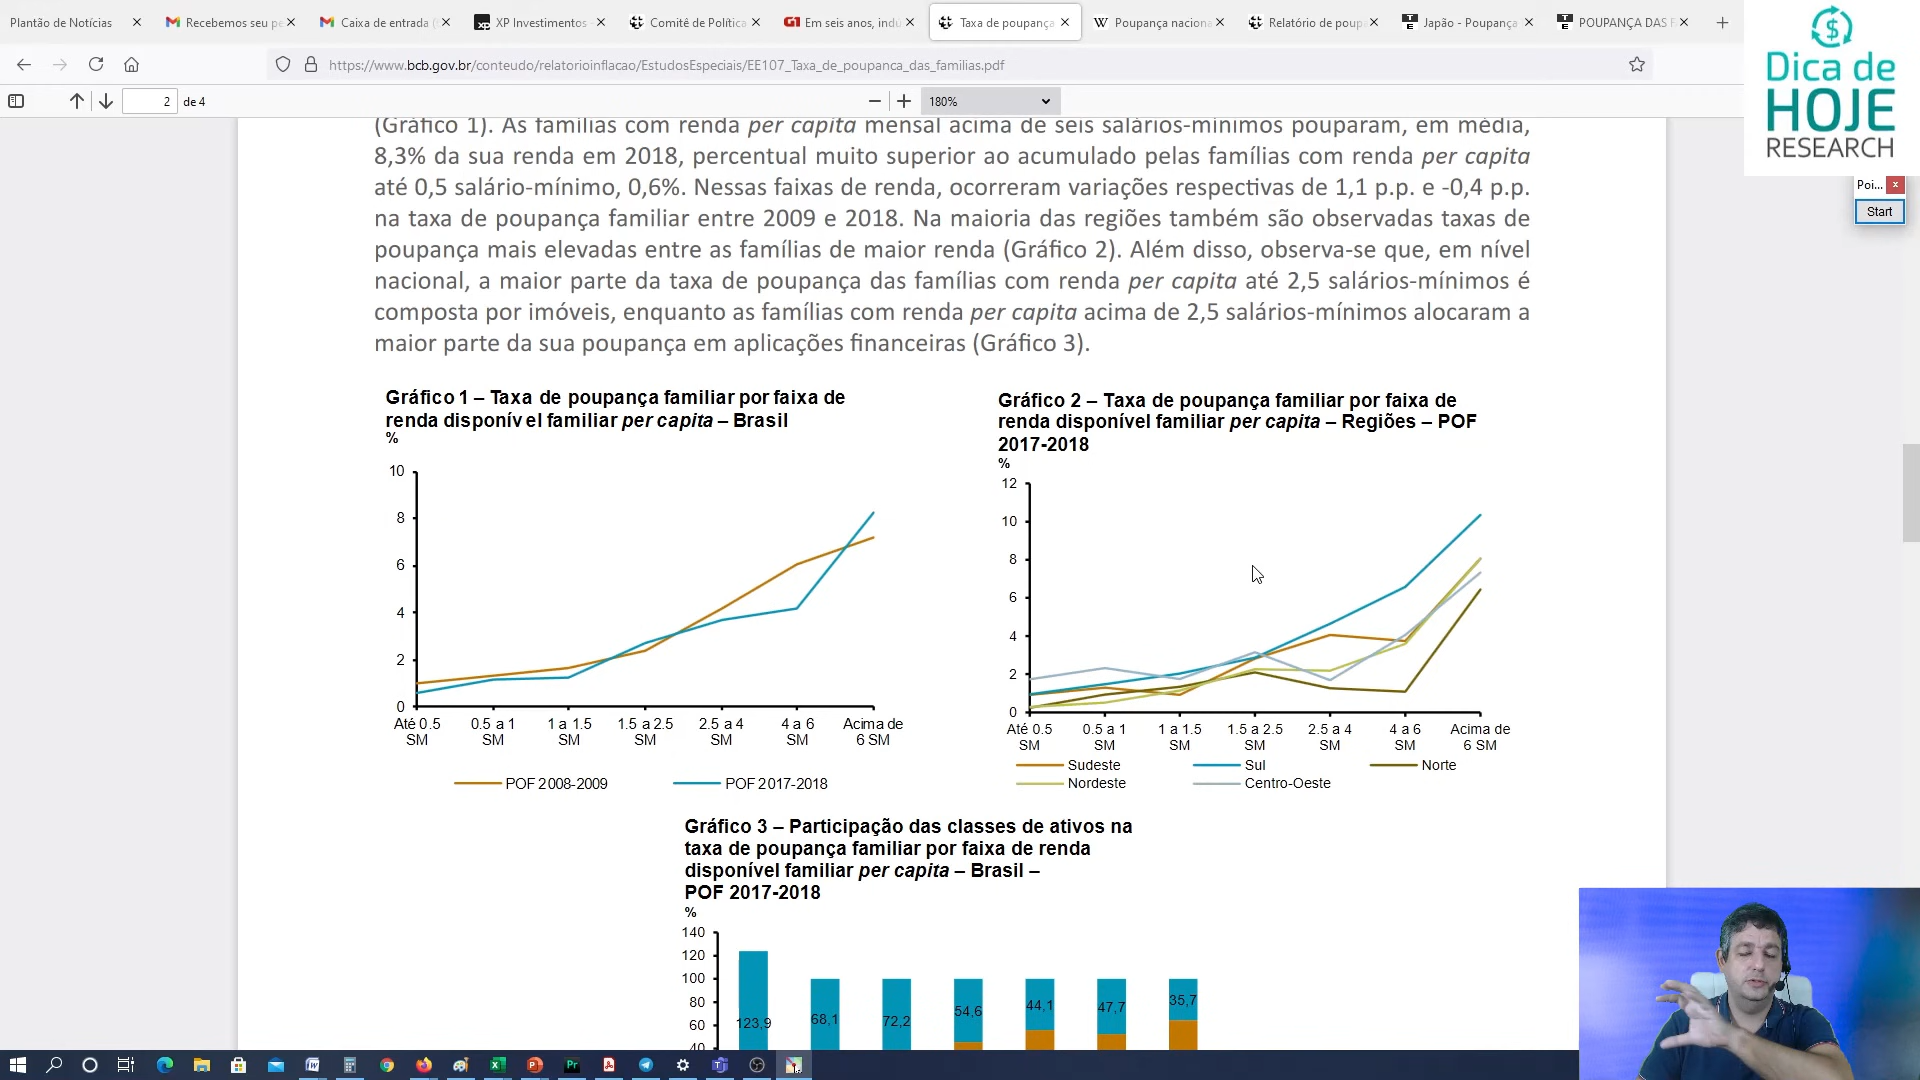 Plantão de Notícias
Recebemos seu pe
Caixa de entrada (
XP Investimentos
Comitê de Política
G1 Em seis anos, indú
Taxa de poupança
Poupança naciona
Relatório de poup
Japão - Poupança
POUPANÇA DAS F
https://www.bcb.gov.br/conteudo/relatorioinflacao/EstudosEspeciais/EE107_Taxa_de_poupanca_das_familias.pdf
2 de 4
180%
Dica de
HOJE
RESEARCH
Poi... x
Start
(Gráfico 1). As famílias com renda per capita mensal acima de seis salários-mínimos pouparam, em média,
8,3% da sua renda em 2018, percentual muito superior ao acumulado pelas famílias com renda per capita
até 0,5 salário-mínimo, 0,6%. Nessas faixas de renda, ocorreram variações respectivas de 1,1 p.p. e -0,4 p.p.
na taxa de poupança familiar entre 2009 e 2018. Na maioria das regiões também são observadas taxas de
poupança mais elevadas entre as famílias de maior renda (Gráfico 2). Além disso, observa-se que, em nível
nacional, a maior parte da taxa de poupança das famílias com renda per capita até 2,5 salários-mínimos é
composta por imóveis, enquanto as famílias com renda per capita acima de 2,5 salários-mínimos alocaram a
maior parte da sua poupança em aplicações financeiras (Gráfico 3).
Gráfico 1 – Taxa de poupança familiar por faixa de
renda disponível familiar per capita – Brasil
%
10
8
6
4
2
0
Até 0.5 SM
0.5 a 1 SM
1 a 1.5 SM
1.5 a 2.5 SM
2.5 a 4 SM
4 a 6 SM
Acima de 6 SM
POF 2008-2009
POF 2017-2018
Gráfico 2 – Taxa de poupança familiar por faixa de
renda disponível familiar per capita – Regiões – POF
2017-2018
%
12
10
8
6
4
2
0
Até 0.5 SM
0.5 a 1 SM
1 a 1.5 SM
1.5 a 2.5 SM
2.5 a 4 SM
4 a 6 SM
Acima de 6 SM
Sudeste
Sul
Norte
Nordeste
Centro-Oeste
Gráfico 3 – Participação das classes de ativos na
taxa de poupança familiar por faixa de renda
disponível familiar per capita – Brasil –
POF 2017-2018
%
140
120
100
80
60
40
123,9
68,1
72,2
54,6
44,1
47,7
35,7